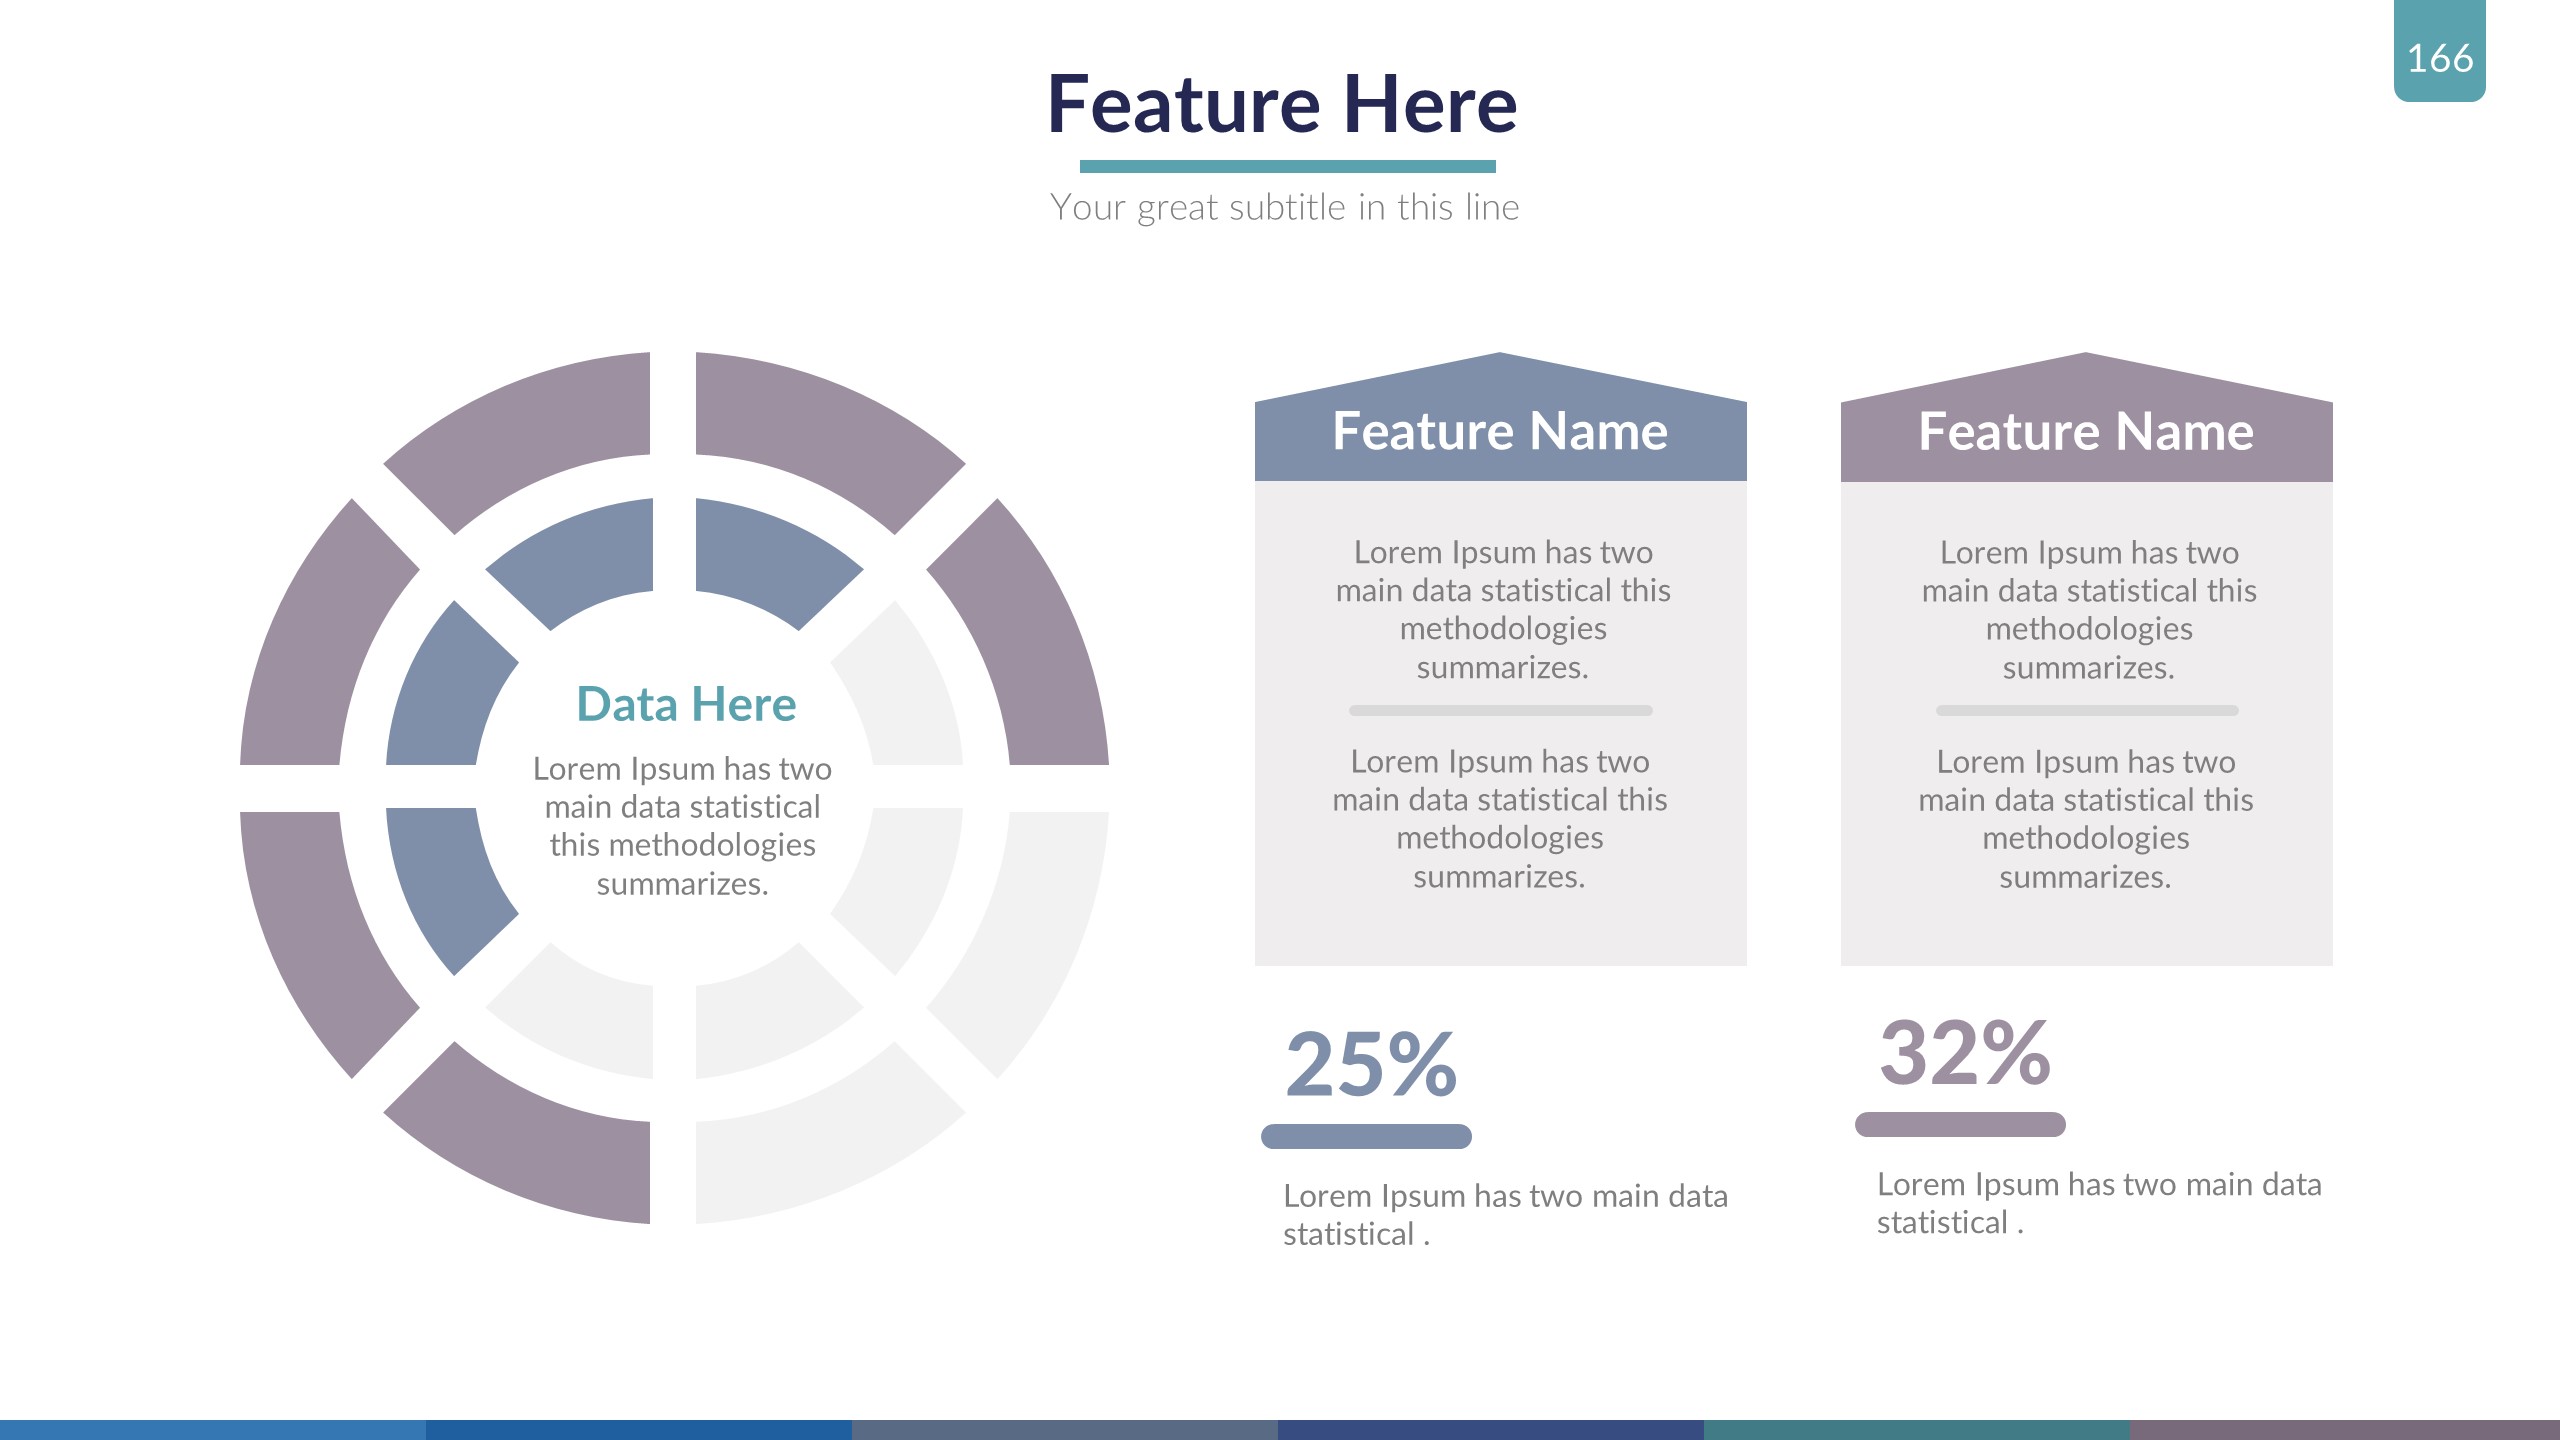 166
Feature Here
Your great subtitle in this line
Data Here
Lorem Ipsum has two
main data statistical
this methodologies
summarizes.
Feature Name
Lorem Ipsum has two
main data statistical this
methodologies
summarizes.
Lorem Ipsum has two
main data statistical this
methodologies
summarizes.
25%
Lorem Ipsum has two main data
statistical .
Feature Name
Lorem Ipsum has two
main data statistical this
methodologies
summarizes.
Lorem Ipsum has two
main data statistical this
methodologies
summarizes.
32%
Lorem Ipsum has two main data
statistical .